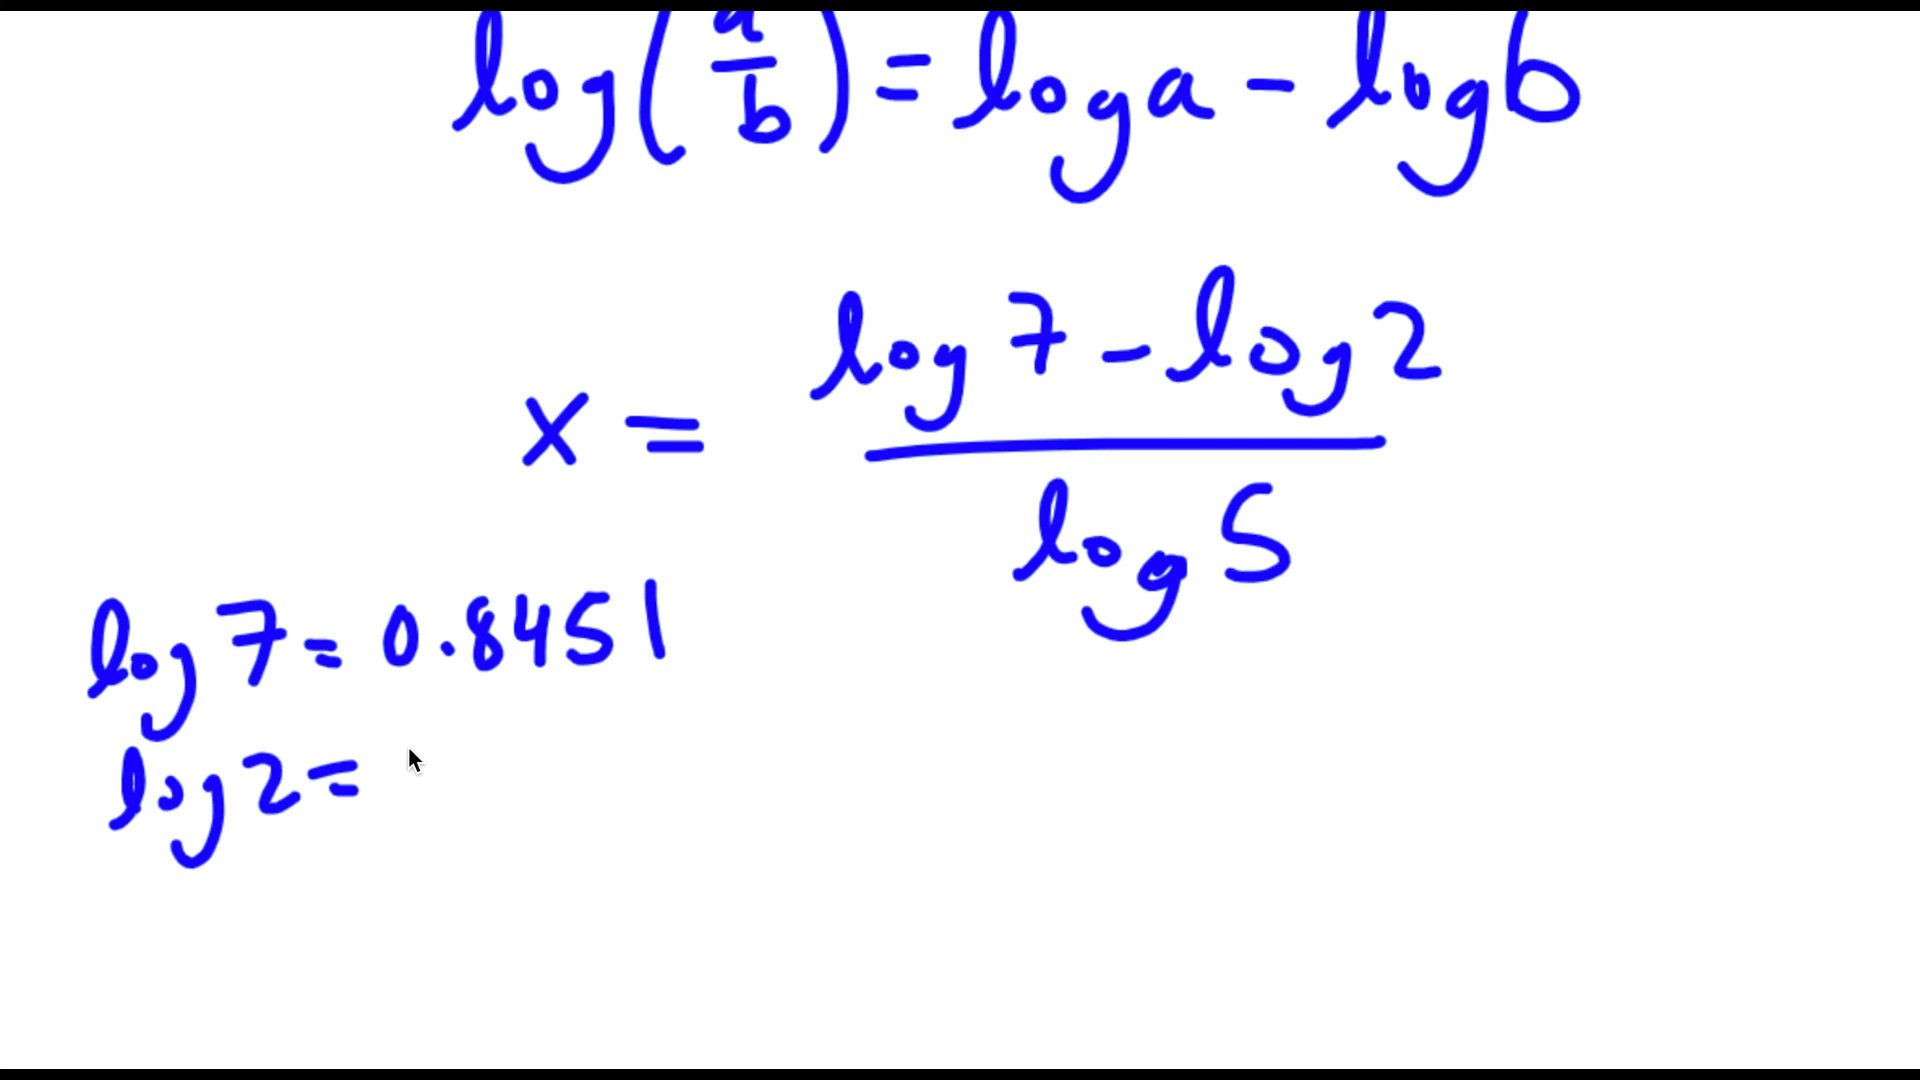 log(a/b) = log a - log b
x = (log 7 - log 2)/(log 5)
log 7 = 0.8451
log 2 =